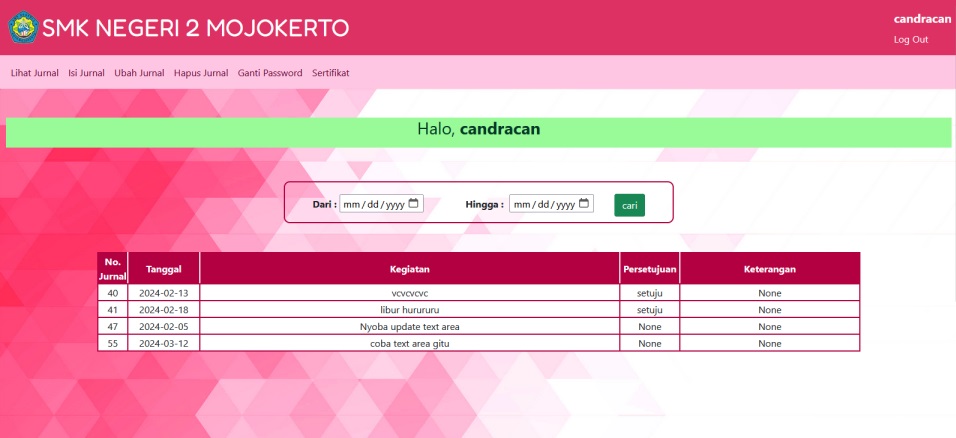 SMK NEGERI 2 MOJOKERTO
candracan
Log Out
Lihat Jurnal Isi Jurnal Ubah Jurnal Hapus Jurnal Ganti Password Sertifikat
Halo, candracan
Dari : mm/dd/yyyy Hingga : mm/dd/yyyy cari
No. Jurnal Tanggal Kegiatan Persetujuan Keterangan
40 2024-02-13 vcvcvcvc setuju None
41 2024-02-18 libur hurururu setuju None
47 2024-02-05 Nyoba update text area None None
55 2024-03-12 coba text area gitu None None